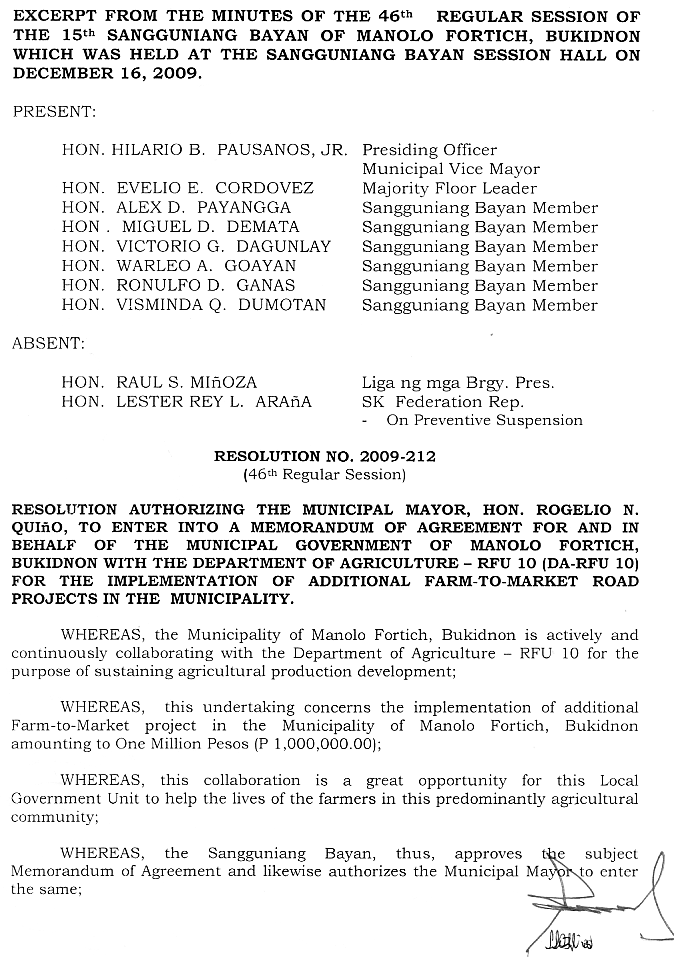 EXCERPT FROM THE MINUTES OF THE 46th REGULAR SESSION OF
THE 15th SANGGUNIANG BAYAN OF MANOLO FORTICH, BUKIDNON
WHICH WAS HELD AT THE SANGGUNIANG BAYAN SESSION HALL ON
DECEMBER 16, 2009.
PRESENT:
HON. HILARIO B. PAUSANOS, JR. Presiding Officer
Municipal Vice Mayor
HON. EVELIO E. CORDOVEZ Majority Floor Leader
HON. ALEX D. PAYANGGA Sangguniang Bayan Member
HON . MIGUEL D. DEMATA Sangguniang Bayan Member
HON. VICTORIO G. DAGUNLAY Sangguniang Bayan Member
HON. WARLEO A. GOAYAN Sangguniang Bayan Member
HON. RONULFO D. GANAS Sangguniang Bayan Member
HON. VISMINDA Q. DUMOTAN Sangguniang Bayan Member
ABSENT:
HON. RAUL S. MIñOZA Liga ng mga Brgy. Pres.
HON. LESTER REY L. ARAñA SK Federation Rep.
- On Preventive Suspension
RESOLUTION NO. 2009-212
(46th Regular Session)
RESOLUTION AUTHORIZING THE MUNICIPAL MAYOR, HON. ROGELIO N.
QUIñO, TO ENTER INTO A MEMORANDUM OF AGREEMENT FOR AND IN
BEHALF OF THE MUNICIPAL GOVERNMENT OF MANOLO FORTICH,
BUKIDNON WITH THE DEPARTMENT OF AGRICULTURE – RFU 10 (DA-RFU 10)
FOR THE IMPLEMENTATION OF ADDITIONAL FARM-TO-MARKET ROAD
PROJECTS IN THE MUNICIPALITY.
WHEREAS, the Municipality of Manolo Fortich, Bukidnon is actively and
continuously collaborating with the Department of Agriculture – RFU 10 for the
purpose of sustaining agricultural production development;
WHEREAS, this undertaking concerns the implementation of additional
Farm-to-Market project in the Municipality of Manolo Fortich, Bukidnon
amounting to One Million Pesos (P 1,000,000.00);
WHEREAS, this collaboration is a great opportunity for this Local
Government Unit to help the lives of the farmers in this predominantly agricultural
community;
WHEREAS, the Sangguniang Bayan, thus, approves the subject
Memorandum of Agreement and likewise authorizes the Municipal Mayor to enter
the same;